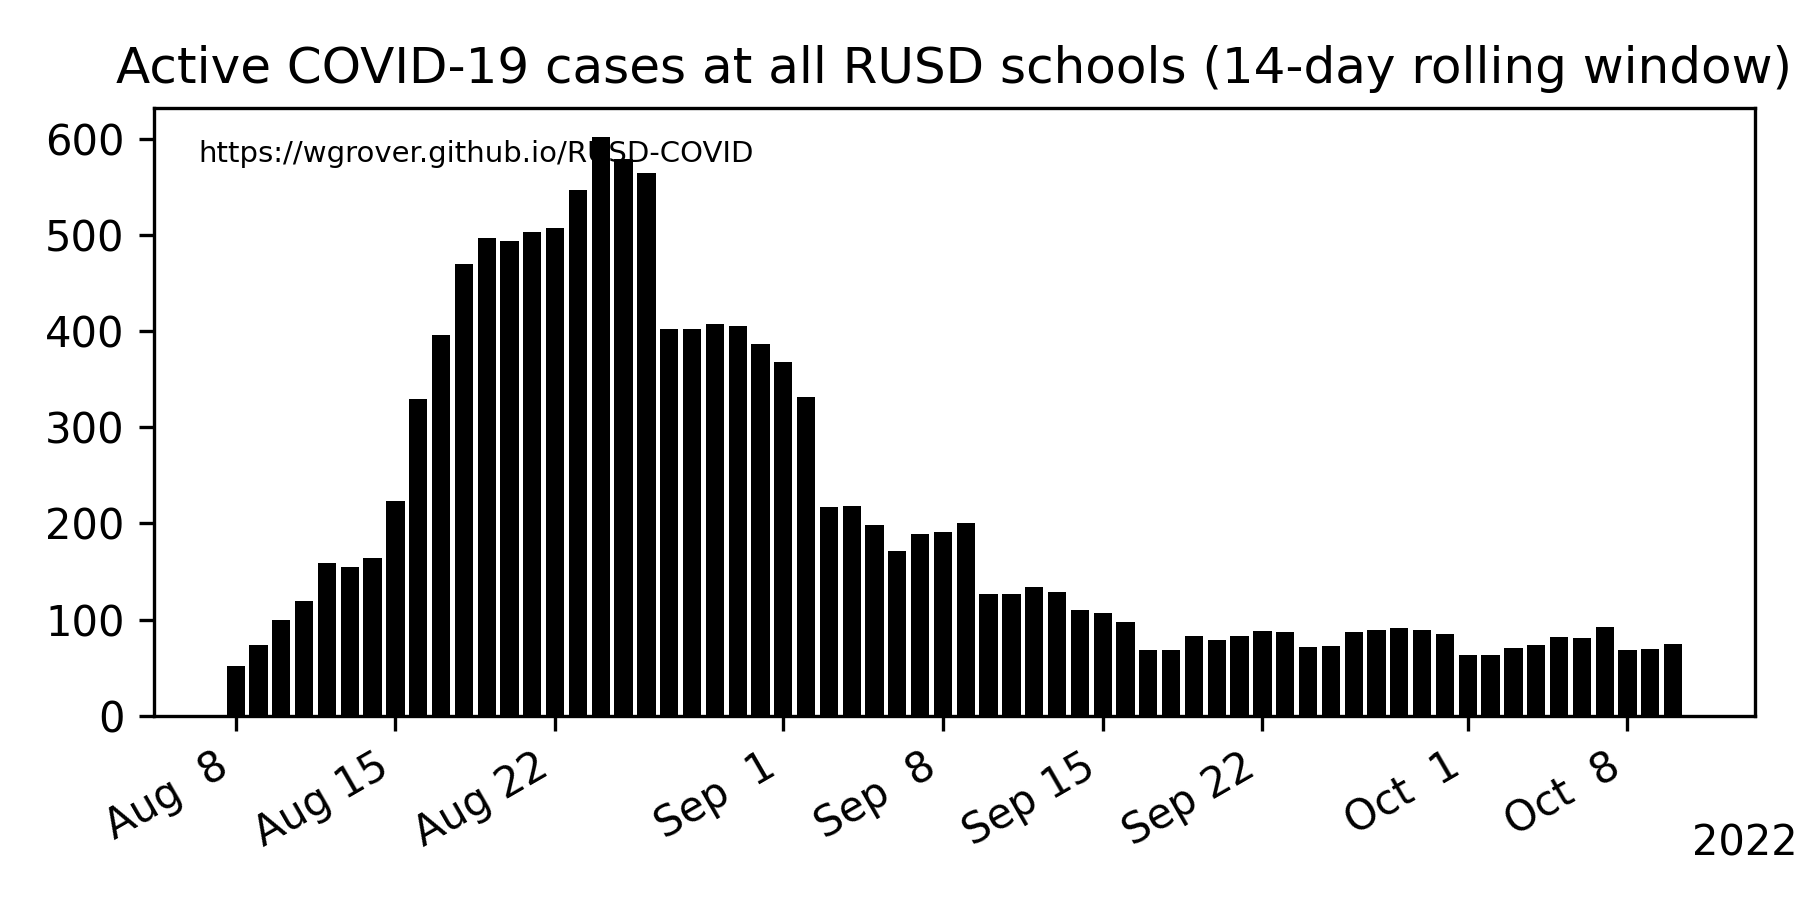 Active COVID-19 cases at all RUSD schools (14-day rolling window)
https://wgrover.github.io/RUSD-COVID
600
500
400
300
200
100
0
Aug 8
Aug 15
Aug 22
Sep 1
Sep 8
Sep 15
Sep 22
Oct 1
Oct 8
2022